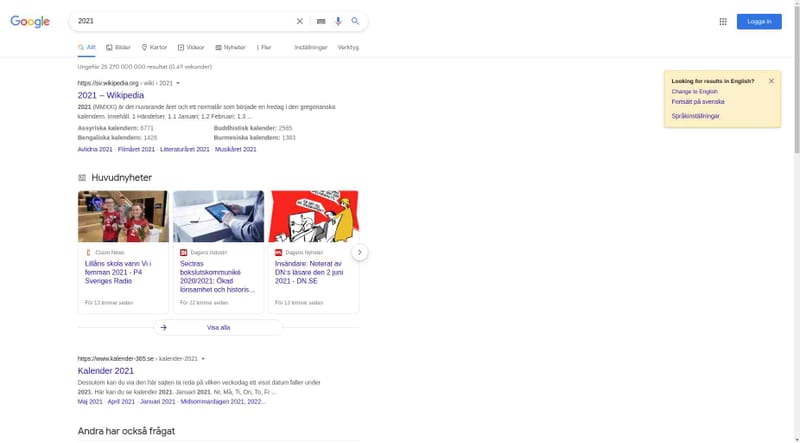 Google
2021
Logga in
Allt
Bilder
Kartor
Videor
Nyheter
Fler
Inställningar
Verktyg
Ungefär 25 270 000 000 resultat (0,49 sekunder)
https://sv.wikipedia.org › wiki › 2021
2021 – Wikipedia
2021 (MMXXI) är det nuvarande året och ett normalår som började en fredag i den gregorianska
kalendern. Innehåll. 1 Händelser. 1.1 Januari; 1.2 Februari; 1.3 ...
Assyriska kalendern: 6771
Buddhistisk kalender: 2565
Bengaliska kalendern: 1428
Burmesiska kalendern: 1383
Avlidna 2021 · Filmåret 2021 · Litteraturåret 2021 · Musikåret 2021
Looking for results in English?
Change to English
Fortsätt på svenska
Språkinställningar
Huvudnyheter
Cision News
Lillåns skola vann Vi i
femman 2021 - P4
Sveriges Radio
För 13 timmar sedan
Dagens Industri
Sectras
bokslutskommuniké
2020/2021: Ökad
lönsamhet och historis...
För 22 timmar sedan
Dagens Nyheter
Insändare: Noterat av
DN:s läsare den 2 juni
2021 - DN.SE
För 13 timmar sedan
Visa alla
https://www.kalender-365.se › kalender-2021
Kalender 2021
Dessutom kan du via den här sajten ta reda på vilken veckodag ett visst datum faller under
2021. Här kan du se kalender 2021. Januari 2021. Nr, Må, Ti, On, To, Fr ...
Maj 2021 · April 2021 · Januari 2021 · Midsommardagen 2021, 2022...
Andra har också frågat